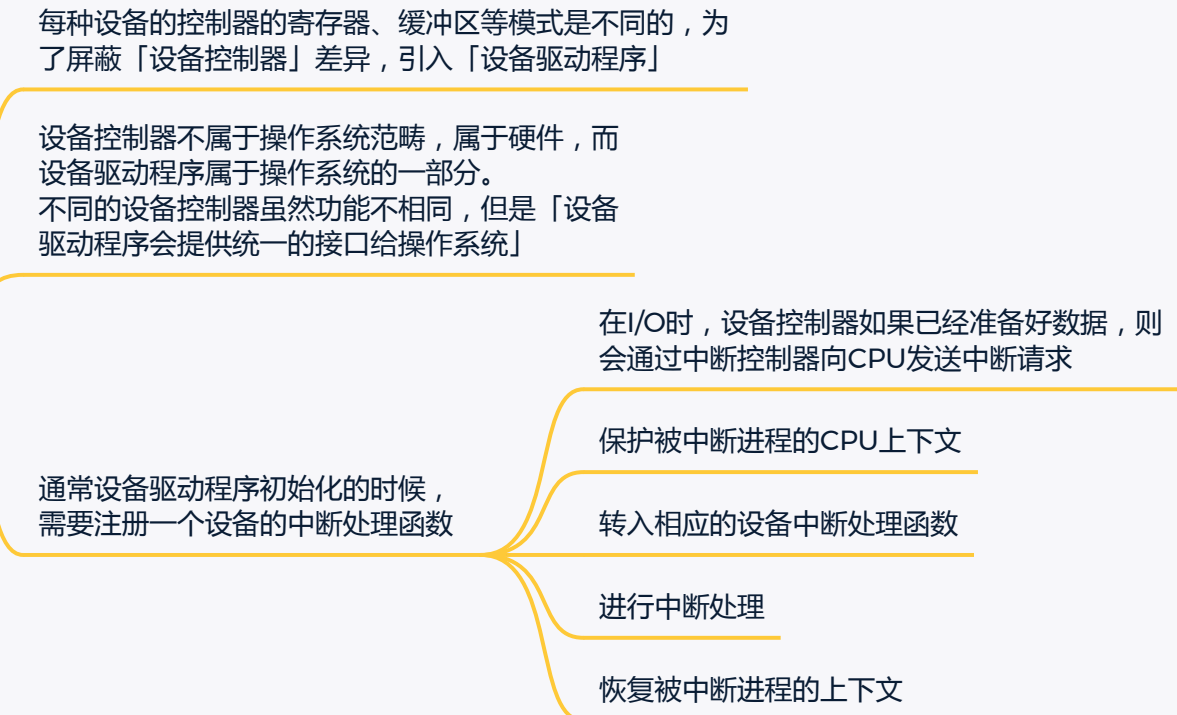 每种设备的控制器的寄存器、缓冲区等模式是不同的，为
了屏蔽「设备控制器」差异，引入「设备驱动程序」
设备控制器不属于操作系统范畴，属于硬件，而
设备驱动程序属于操作系统的一部分。
不同的设备控制器虽然功能不相同，但是「设备
驱动程序会提供统一的接口给操作系统」
通常设备驱动程序初始化的时候，
需要注册一个设备的中断处理函数
在I/O时，设备控制器如果已经准备好数据，则
会通过中断控制器向CPU发送中断请求
保护被中断进程的CPU上下文
转入相应的设备中断处理函数
进行中断处理
恢复被中断进程的上下文